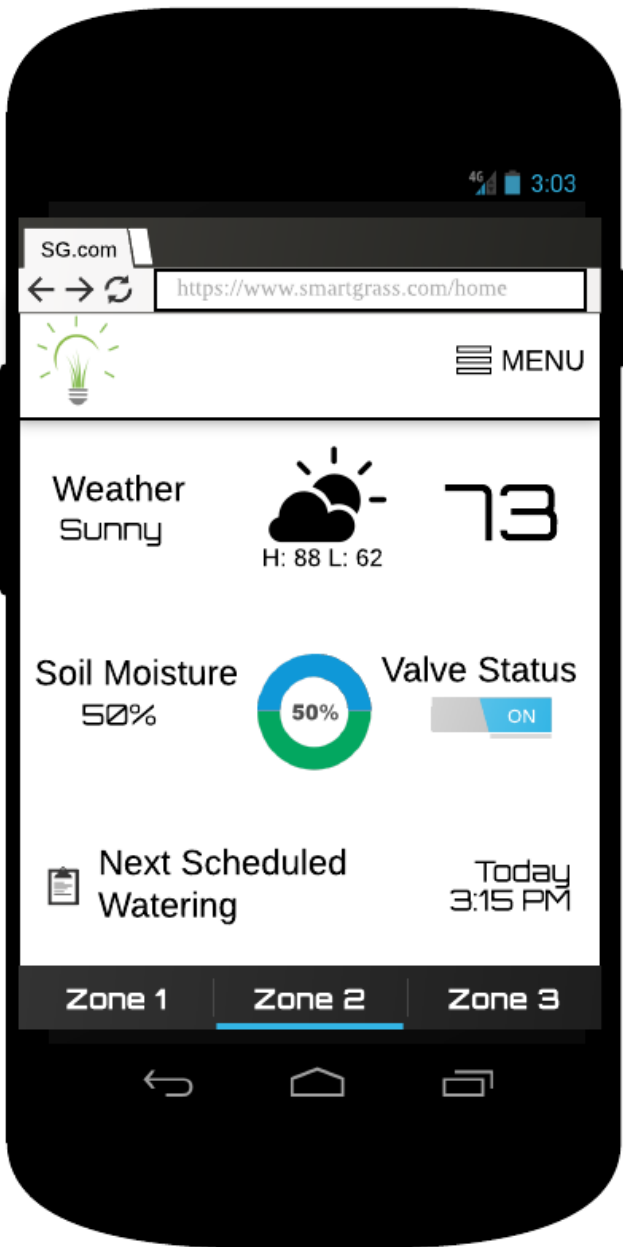 4G 3:03
SG.com
https://www.smartgrass.com/home
MENU
Weather
Sunny
H: 88 L: 62
73
Soil Moisture
50%
50%
Valve Status
ON
Next Scheduled
Watering
Today
3:15 PM
Zone 1 Zone 2 Zone 3